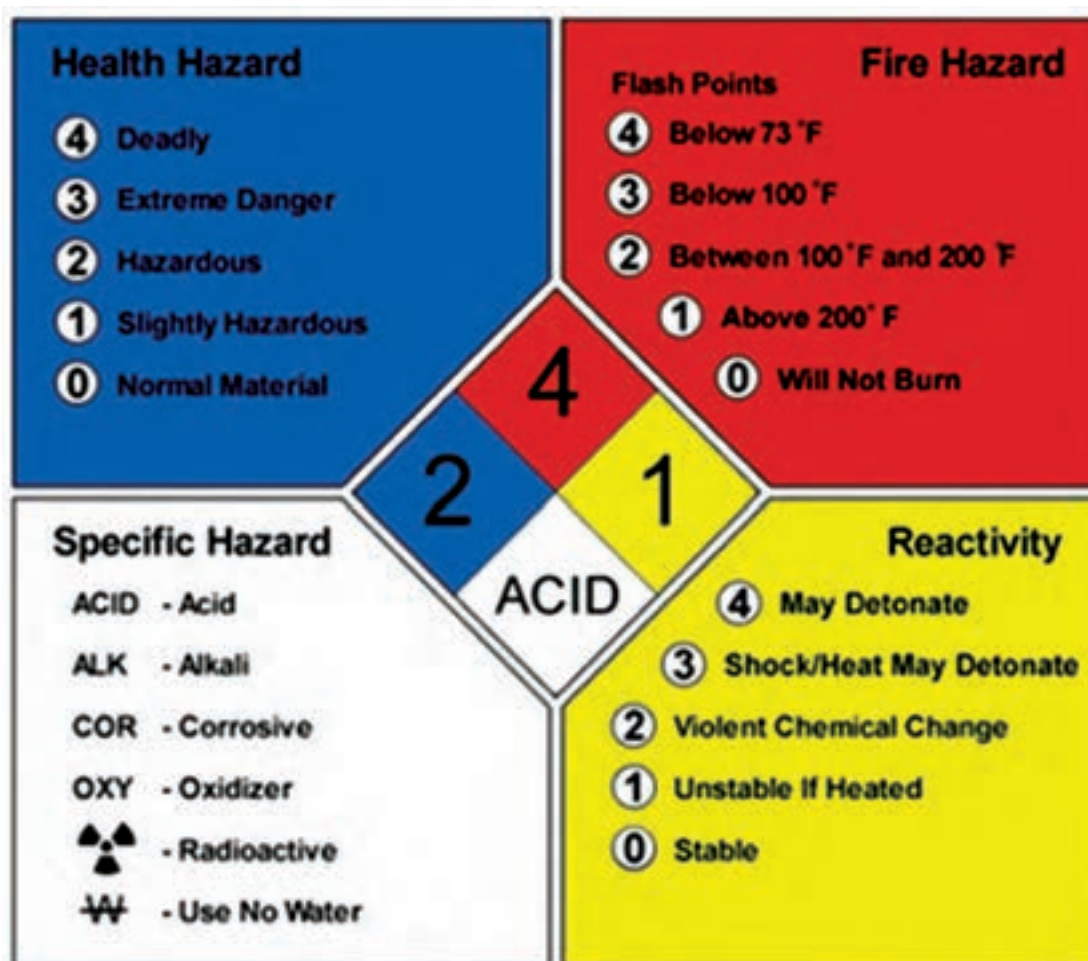 Health Hazard
4 Deadly
3 Extreme Danger
2 Hazardous
1 Slightly Hazardous
0 Normal Material
Fire Hazard
Flash Points
4 Below 73 °F
3 Below 100 °F
2 Between 100 °F and 200 °F
1 Above 200° F
0 Will Not Burn
4
2
1
ACID
Specific Hazard
ACID - Acid
ALK - Alkali
COR - Corrosive
OXY - Oxidizer
- Radioactive
W - Use No Water
Reactivity
4 May Detonate
3 Shock/Heat May Detonate
2 Violent Chemical Change
1 Unstable If Heated
0 Stable